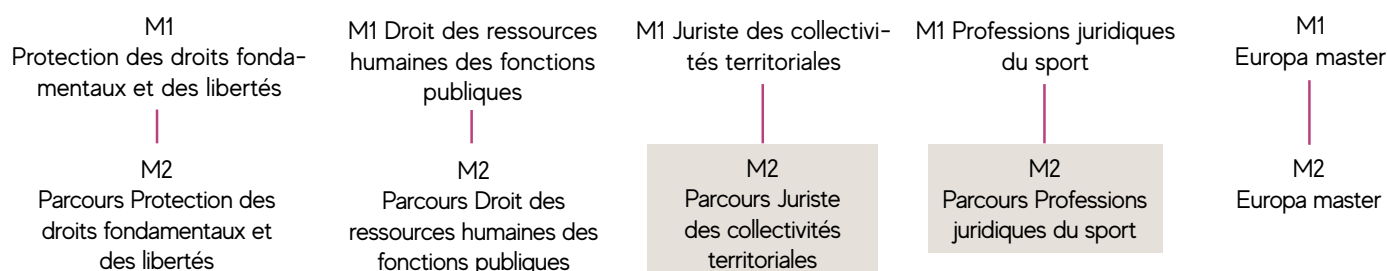 M1
Protection des droits fonda-
mentaux et des libertés
M1 Droit des ressources
humaines des fonctions
publiques
M1 Juriste des collectivi-
tés territoriales
M1 Professions juridiques
du sport
M1
Europa master
M2
Parcours Protection des
droits fondamentaux et
des libertés
M2
Parcours Droit des
ressources humaines des
fonctions publiques
M2
Parcours Juriste
des collectivités
territoriales
M2
Parcours Professions
juridiques du sport
M2
Europa master